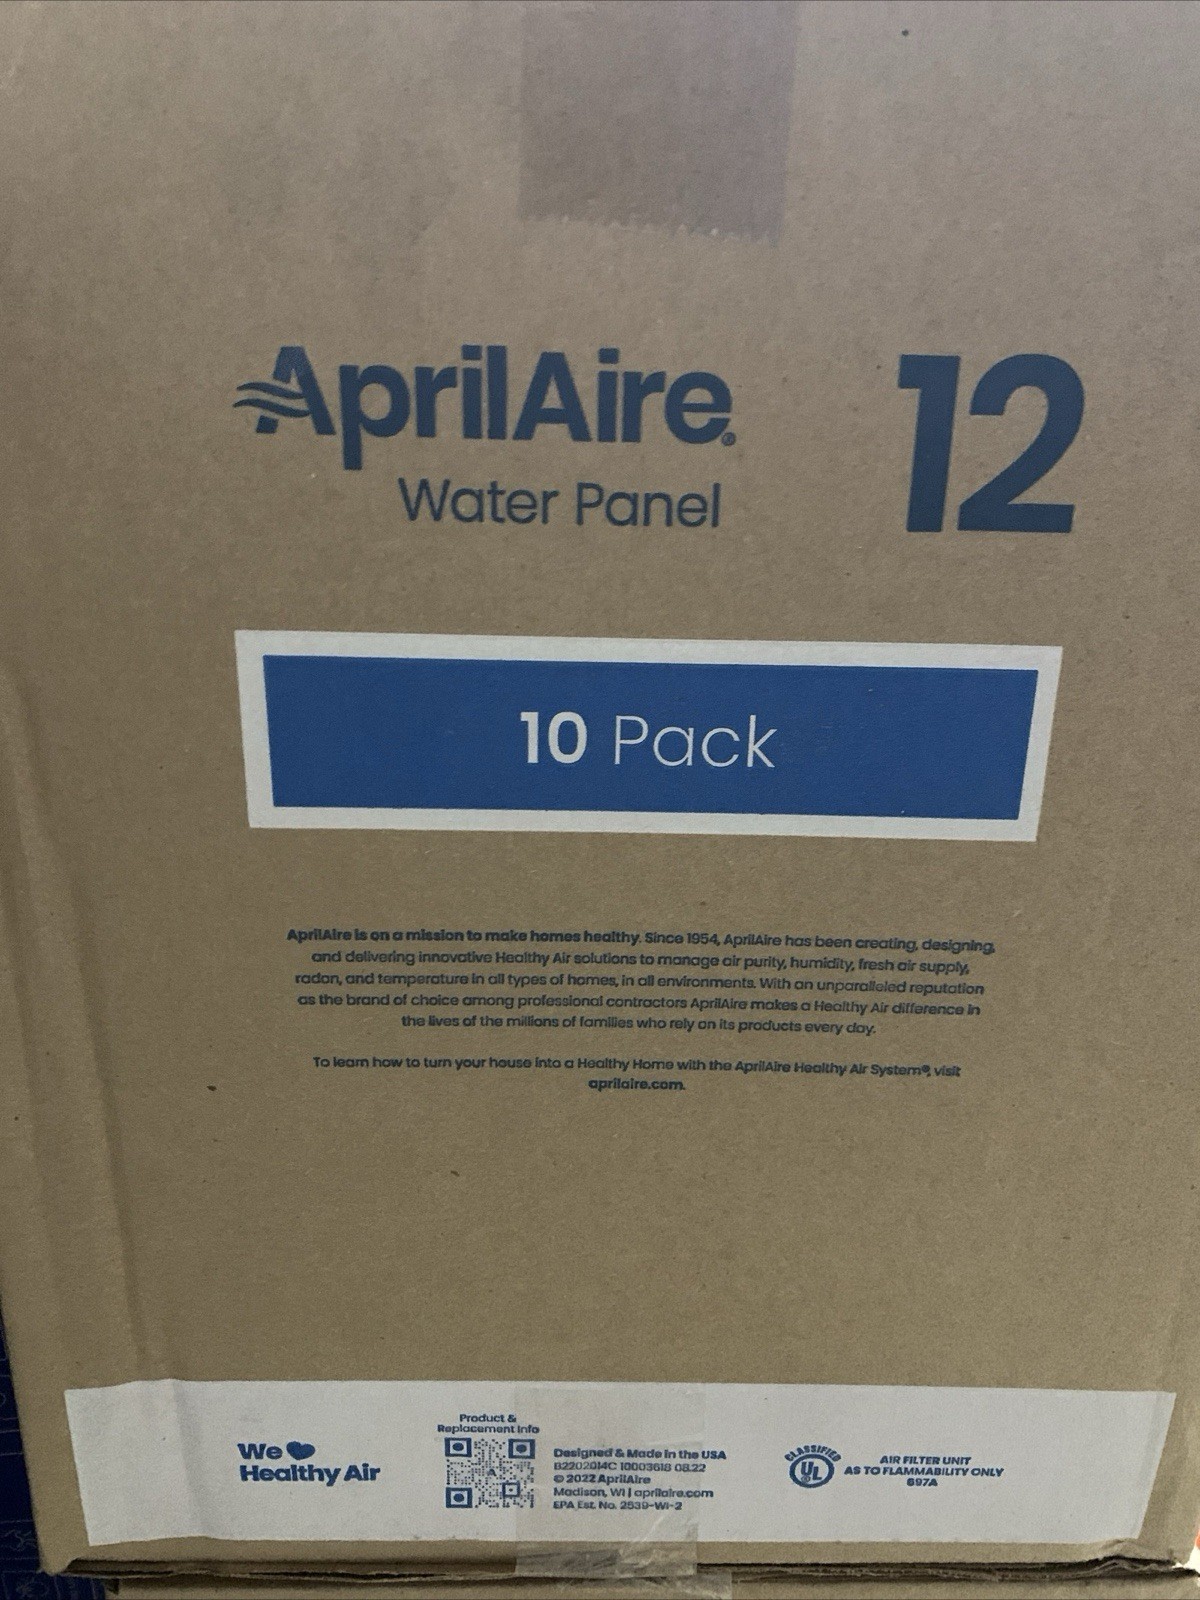 AprilAire®
Water Panel
12
10 Pack
AprilAire is on a mission to make homes healthy. Since 1954, AprilAire has been creating, designing,
and delivering innovative Healthy Air solutions to manage air purity, humidity, fresh air supply,
radon, and temperature in all types of homes, in all environments. With an unparalleled reputation
as the brand of choice among professional contractors AprilAire makes a Healthy Air difference in
the lives of the millions of families who rely on its products every day.
To learn how to turn your house into a Healthy Home with the AprilAire Healthy Air System®, visit
aprilaire.com.
We
Healthy Air
Product &
Replacement Info
Designed & Made in the USA
B2202014C 10003618 08.22
© 2022 AprilAire
Madison, WI | aprilaire.com
EPA Est. No. 2539-WI-2
CLASSIFIED
UL
AIR FILTER UNIT
AS TO FLAMMABILITY ONLY
697A